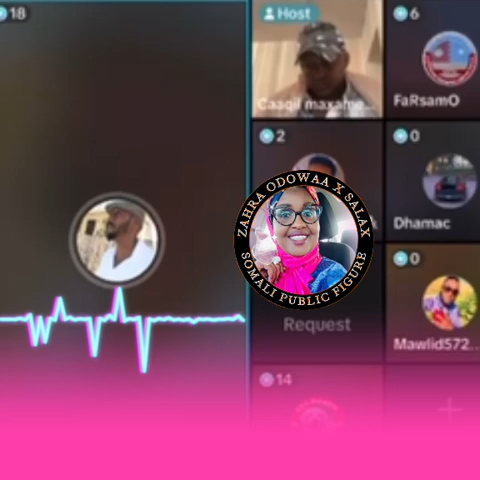 18
Host
Caaqil maxame...
6
FaRsamO
2
0
Dhamac
ZAHRA ODOWAA X SALAX
SOMALI PUBLIC FIGURE
Request
0
Mawlid572...
14